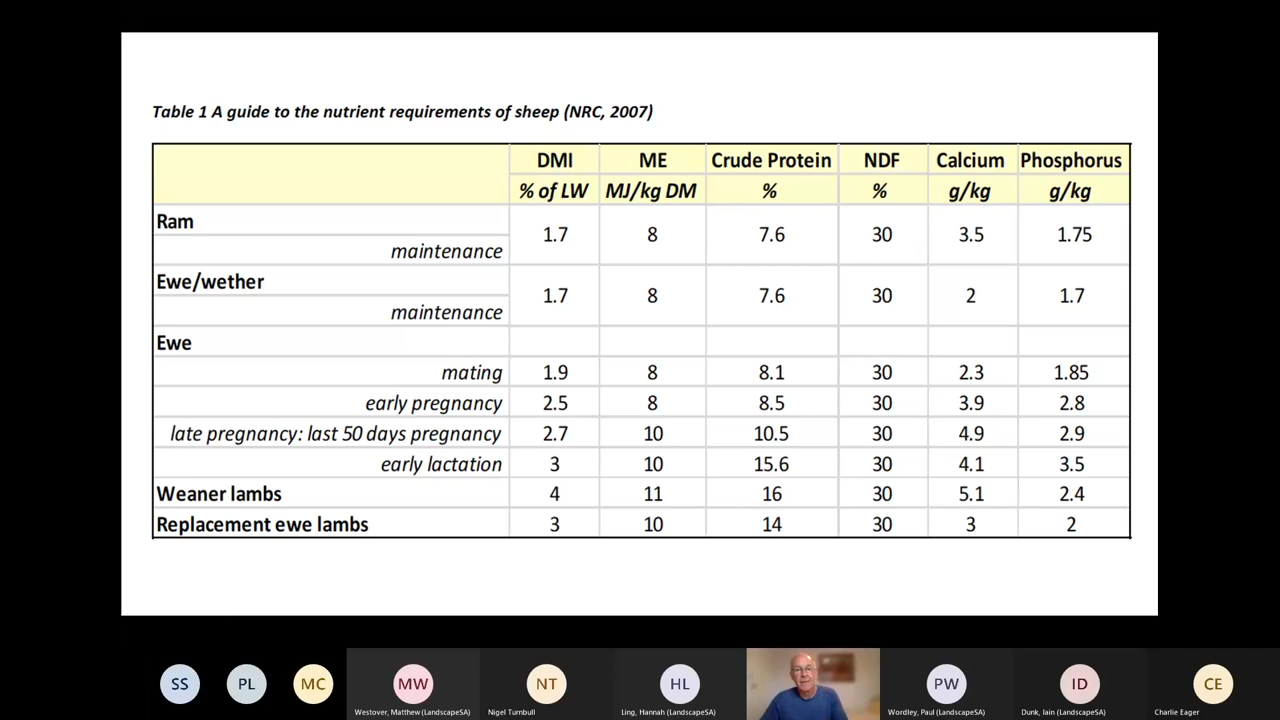 Table 1 A guide to the nutrient requirements of sheep (NRC, 2007)
DMI ME Crude Protein NDF Calcium Phosphorus
% of LW MJ/kg DM % % g/kg g/kg
Ram
maintenance 1.7 8 7.6 30 3.5 1.75
Ewe/wether
maintenance 1.7 8 7.6 30 2 1.7
Ewe
mating 1.9 8 8.1 30 2.3 1.85
early pregnancy 2.5 8 8.5 30 3.9 2.8
late pregnancy: last 50 days pregnancy 2.7 10 10.5 30 4.9 2.9
early lactation 3 10 15.6 30 4.1 3.5
Weaner lambs 4 11 16 30 5.1 2.4
Replacement ewe lambs 3 10 14 30 3 2
SS PL MC MW NT HL PW ID CE
Westover, Matthew (LandscapeSA) Nigel Turnbull Ling, Hannah (LandscapeSA) Wordley, Paul (LandscapeSA) Dunk, Iain (LandscapeSA) Charlie Eager